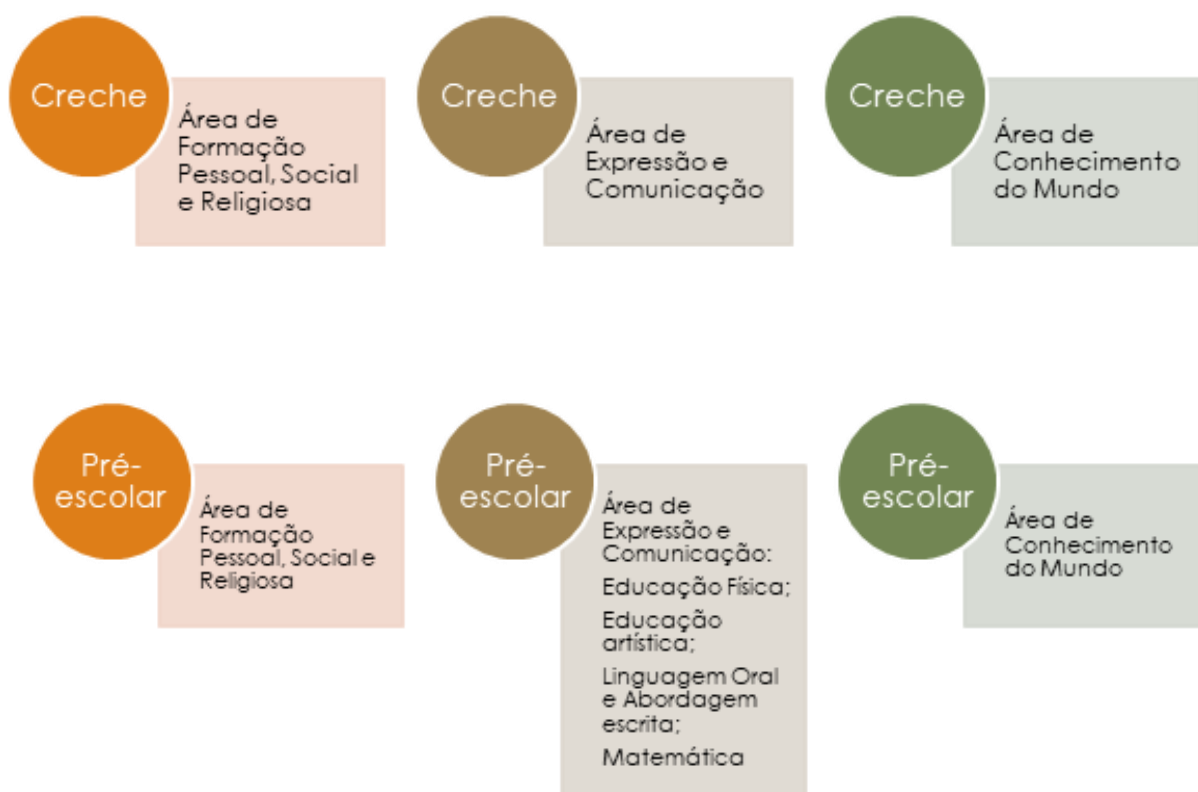 Creche
Área de
Formação
Pessoal, Social
e Religiosa
Creche
Área de
Expressão e
Comunicação
Creche
Área de
Conhecimento
do Mundo
Pré-
escolar
Área de
Formação
Pessoal, Social e
Religiosa
Pré-
escolar
Área de
Expressão e
Comunicação:
Educação Física;
Educação
artística;
Linguagem Oral
e Abordagem
escrita;
Matemática
Pré-
escolar
Área de
Conhecimento
do Mundo